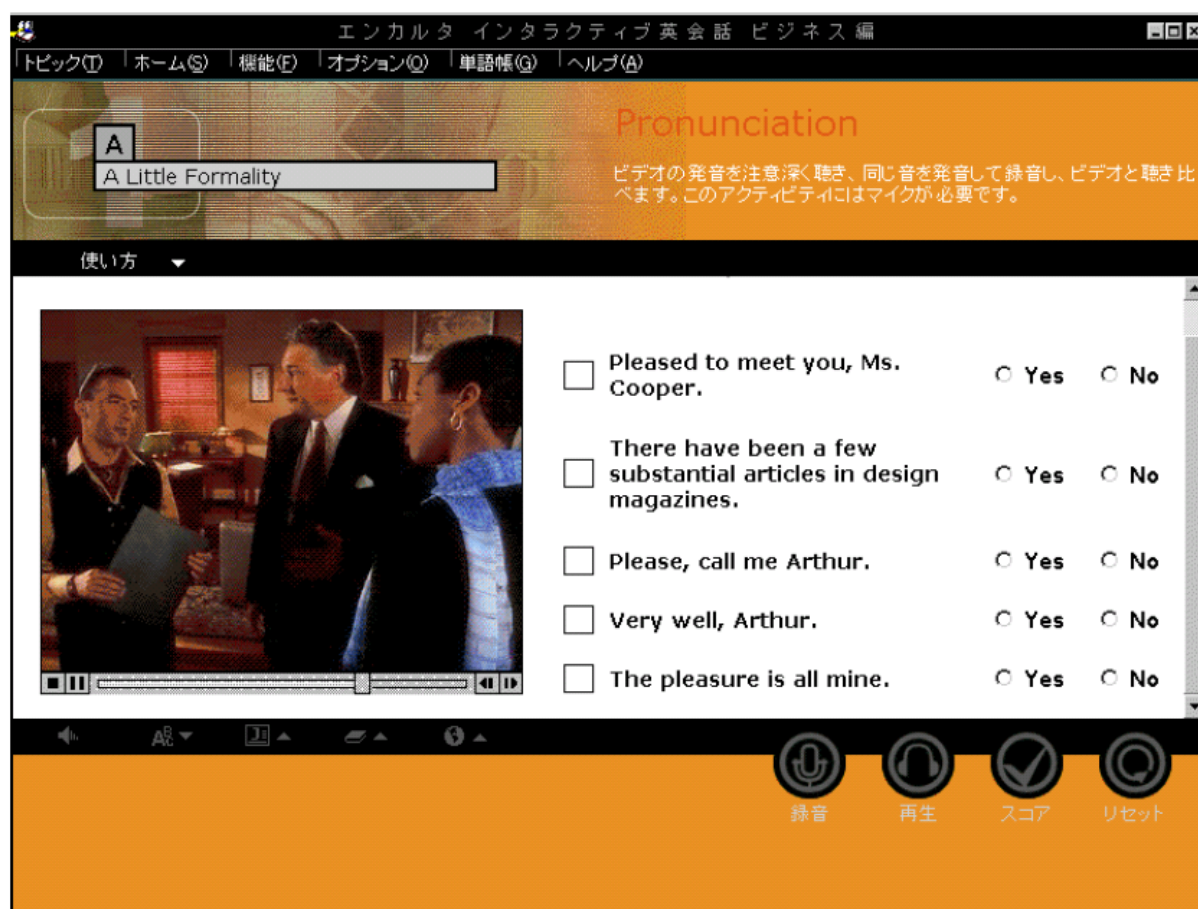 エンカルタ インタラクティブ英会話 ビジネス編
トピック(T) ホーム(S) 機能(F) オプション(O) 単語帳(G) ヘルプ(A)
Pronunciation
A
A Little Formality
ビデオの発音を注意深く聴き、同じ音を発音して録音し、ビデオと聴き比
べます。このアクティビティにはマイクが必要です。
使い方
Pleased to meet you, Ms.
Cooper.
Yes No
There have been a few
substantial articles in design
magazines.
Yes No
Please, call me Arthur.
Yes No
Very well, Arthur.
Yes No
The pleasure is all mine.
Yes No
ABC
録音 再生 スコア リセット